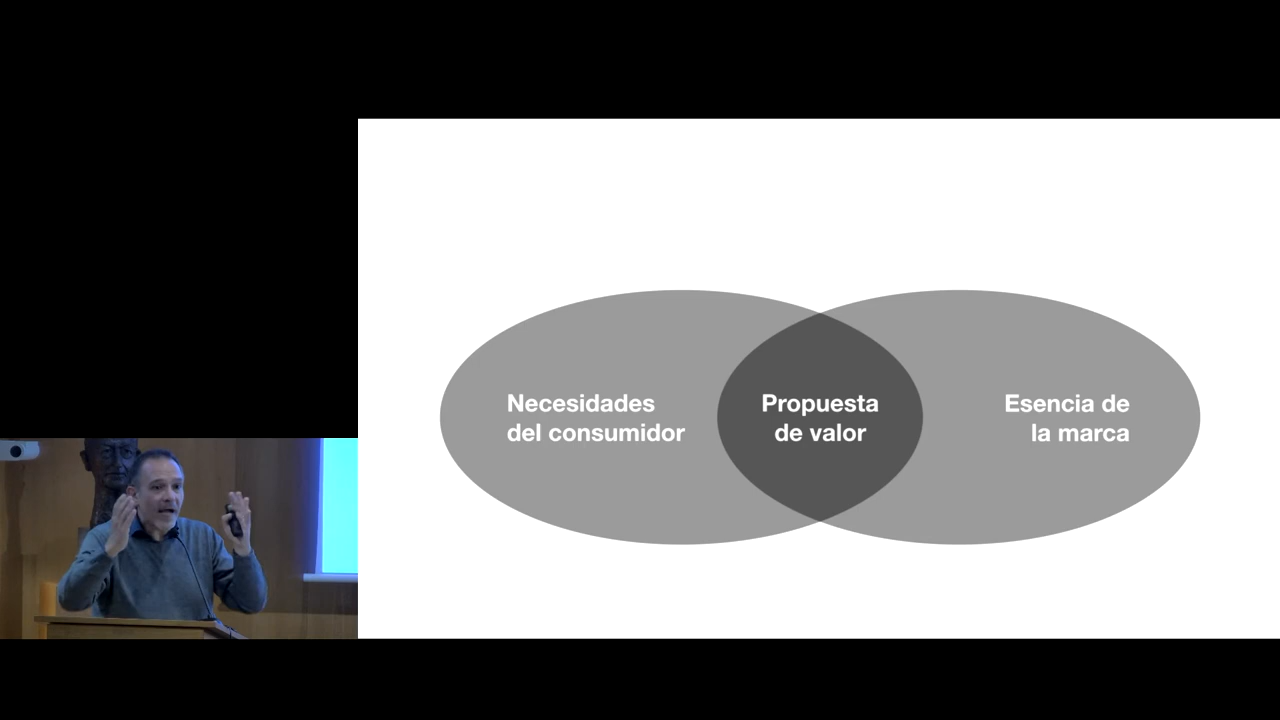 Necesidades
del consumidor
Propuesta
de valor
Esencia de
la marca